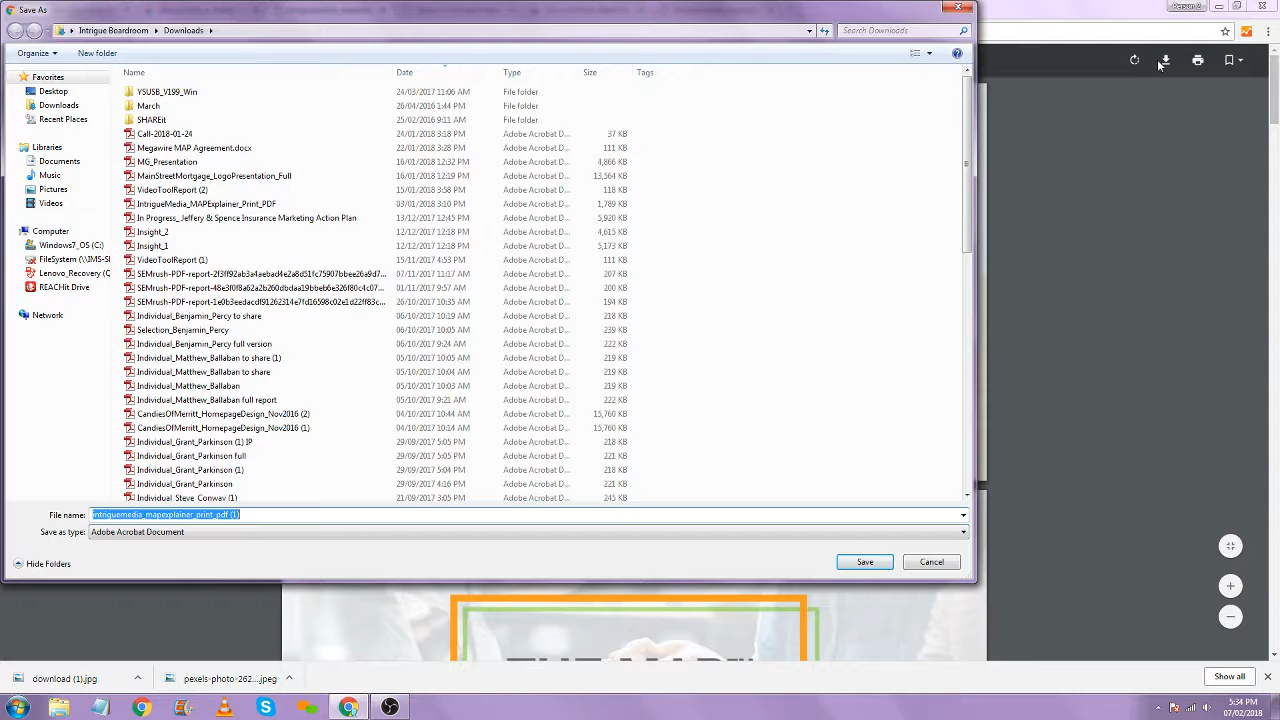 Save As
Person 2
Intrigue Boardroom
Downloads
Search Downloads
Organize
New folder
Favorites
Desktop
Downloads
Recent Places
Libraries
Documents
Music
Pictures
Videos
Computer
Windows7_OS (C:)
FileSystem (\\IMS-SI
Lenovo_Recovery (Q
REACHit Drive
Network
Name Date Type Size Tags
YSUSB_V199_Win 24/03/2017 11:06 AM File folder
March 26/04/2016 1:44 PM File folder
SHAREit 25/02/2016 9:11 AM File folder
Call-2018-01-24 24/01/2018 3:18 PM Adobe Acrobat D... 37 KB
Megawire MAP Agreement.docx 22/01/2018 3:28 PM Adobe Acrobat D... 111 KB
MG_Presentation 16/01/2018 12:32 PM Adobe Acrobat D... 4,866 KB
MainStreetMortgage_LogoPresentation_Full 16/01/2018 12:19 PM Adobe Acrobat D... 13,564 KB
VideoToolReport (2) 15/01/2018 3:58 PM Adobe Acrobat D... 118 KB
IntrigueMedia_MAPExplainer_Print_PDF 03/01/2018 3:10 PM Adobe Acrobat D... 1,789 KB
In Progress_ Jeffery & Spence Insurance Marketing Action Plan 13/12/2017 12:45 PM Adobe Acrobat D... 5,920 KB
Insight_2 12/12/2017 12:18 PM Adobe Acrobat D... 4,615 KB
Insight_1 12/12/2017 12:18 PM Adobe Acrobat D... 5,173 KB
VideoToolReport (1) 15/11/2017 4:53 PM Adobe Acrobat D... 111 KB
SEMrush-PDF-report-2f3ff92ab3a4aebad4e2a8d51fc75907bbee26a9d7... 07/11/2017 11:17 AM Adobe Acrobat D... 207 KB
SEMrush-PDF-report-48e3f0f8a62a2b260dbdaa19bbeb6e326f80c4c07... 01/11/2017 9:57 AM Adobe Acrobat D... 200 KB
SEMrush-PDF-report-1e0b3eedacdf91262314e7fd16598c02e1d22ff83c... 26/10/2017 10:35 AM Adobe Acrobat D... 194 KB
Individual_Benjamin_Percy to share 06/10/2017 10:19 AM Adobe Acrobat D... 218 KB
Selection_Benjamin_Percy 06/10/2017 10:05 AM Adobe Acrobat D... 239 KB
Individual_Benjamin_Percy full version 06/10/2017 9:24 AM Adobe Acrobat D... 222 KB
Individual_Matthew_Ballaban to share (1) 05/10/2017 10:05 AM Adobe Acrobat D... 219 KB
Individual_Matthew_Ballaban to share 05/10/2017 10:04 AM Adobe Acrobat D... 219 KB
Individual_Matthew_Ballaban 05/10/2017 10:03 AM Adobe Acrobat D... 219 KB
Individual_Matthew_Ballaban full report 05/10/2017 9:21 AM Adobe Acrobat D... 222 KB
CandiesOfMerritt_HomepageDesign_Nov2016 (2) 04/10/2017 10:44 AM Adobe Acrobat D... 15,760 KB
CandiesOfMerritt_HomepageDesign_Nov2016 (1) 04/10/2017 10:14 AM Adobe Acrobat D... 15,760 KB
Individual_Grant_Parkinson (1) IP 29/09/2017 5:05 PM Adobe Acrobat D... 218 KB
Individual_Grant_Parkinson full 29/09/2017 5:04 PM Adobe Acrobat D... 221 KB
Individual_Grant_Parkinson (1) 29/09/2017 5:03 PM Adobe Acrobat D... 218 KB
Individual_Grant_Parkinson 29/09/2017 4:16 PM Adobe Acrobat D... 221 KB
Individual_Steve_Conway (1) 21/09/2017 3:05 PM Adobe Acrobat D... 245 KB
File name: intriguemedia_mapexplainer_print_pdf (1)
Save as type: Adobe Acrobat Document
Hide Folders
Save
Cancel
download (1).jpg
pexels-photo-262....jpeg
Show all
5:34 PM
07/02/2018